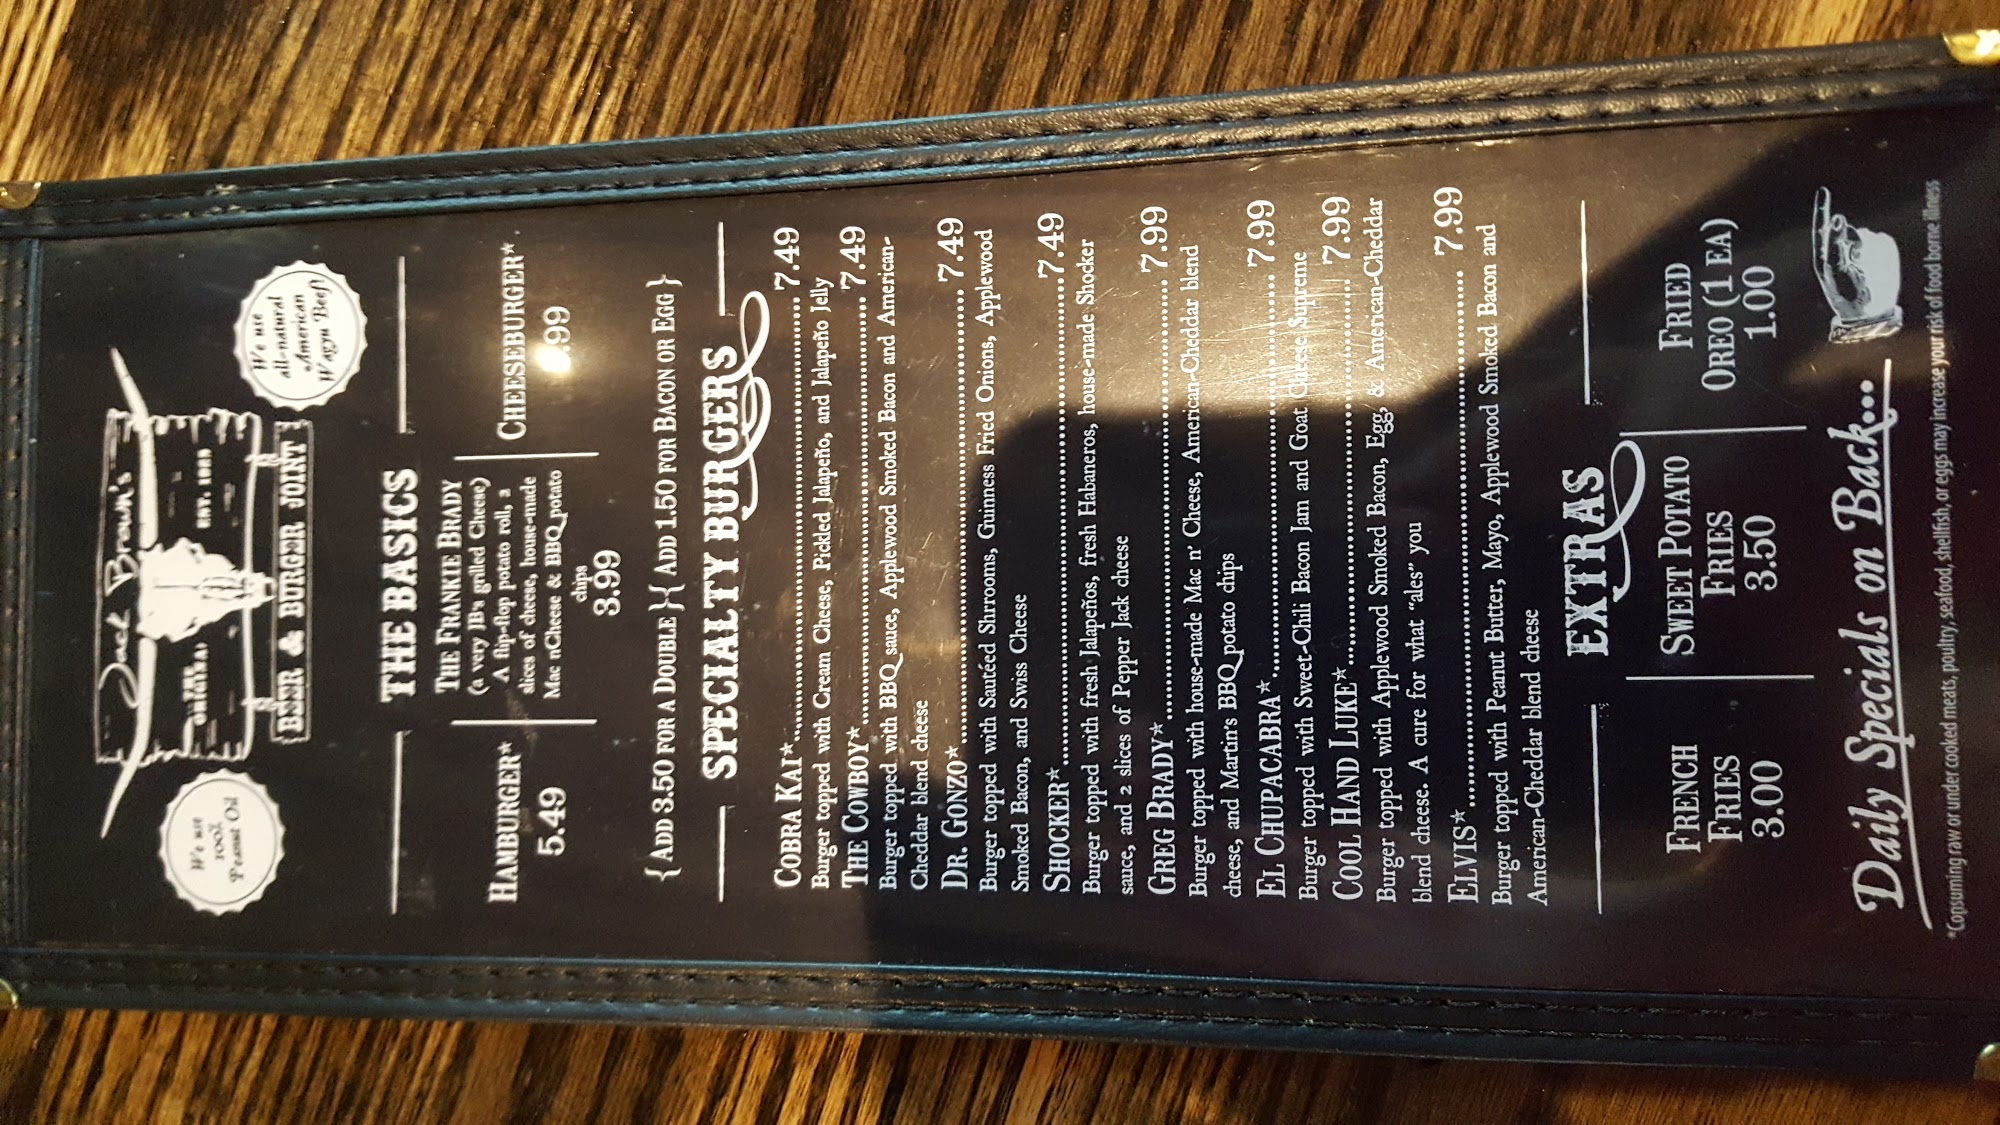 We use
100%
Peanut Oil
Jack Brown's
THE
ORIGINAL
EST. 2008
BEER & BURGER JOINT
We use
all-natural
American
Wagyu Beef!
THE BASICS
HAMBURGER*
5.49
THE FRANKIE BRADY
(a very JB's grilled Cheese)
A flip-flop potato roll, 2
slices of cheese, house-made
Mac nCheese & BBQ potato
chips
3.99
CHEESEBURGER*
.99
{ ADD 3.50 FOR A DOUBLE }{ ADD 1.50 FOR BACON OR EGG }
SPECIALTY BURGERS
COBRA KAI* 7.49
Burger topped with Cream Cheese, Pickled Jalapeño, and Jalapeño Jelly
THE COWBOY* 7.49
Burger topped with BBQ sauce, Applewood Smoked Bacon and American-
Cheddar blend cheese
DR. GONZO* 7.49
Burger topped with Sautéed Shrrooms, Guinness Fried Onions, Applewood
Smoked Bacon, and Swiss Cheese
SHOCKER* 7.49
Burger topped with fresh Jalapeños, fresh Habaneros, house-made Shocker
sauce, and 2 slices of Pepper Jack cheese
GREG BRADY* 7.99
Burger topped with house-made Mac n' Cheese, American-Cheddar blend
cheese, and Martin's BBQ potato chips
EL CHUPACABRA* 7.99
Burger topped with Sweet-Chili Bacon Jam and Goat Cheese Supreme
COOL HAND LUKE* 7.99
Burger topped with Applewood Smoked Bacon, Egg, & American-Cheddar
blend cheese. A cure for what "ales" you
ELVIS* 7.99
Burger topped with Peanut Butter, Mayo, Applewood Smoked Bacon and
American-Cheddar blend cheese
EXTRAS
FRENCH
FRIES
3.00
SWEET POTATO
FRIES
3.50
FRIED
OREO (1 EA)
1.00
Daily Specials on Back...
*Consuming raw or under cooked meats, poultry, seafood, shellfish, or eggs may increase your risk of food borne illness